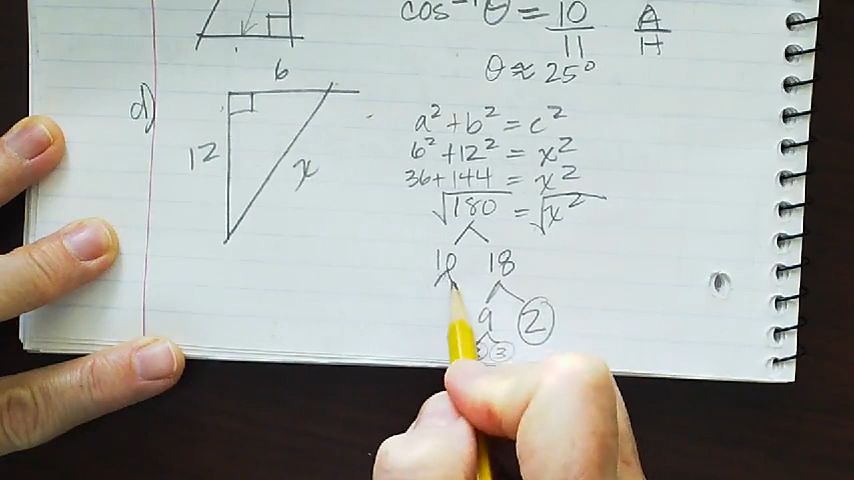 cos⁻¹θ = 10/11 A/H
θ ≈ 25°
d)
6
12
x
a² + b² = c²
6² + 12² = x²
36 + 144 = x²
√180 = √x²
10 18
9 2
3 3